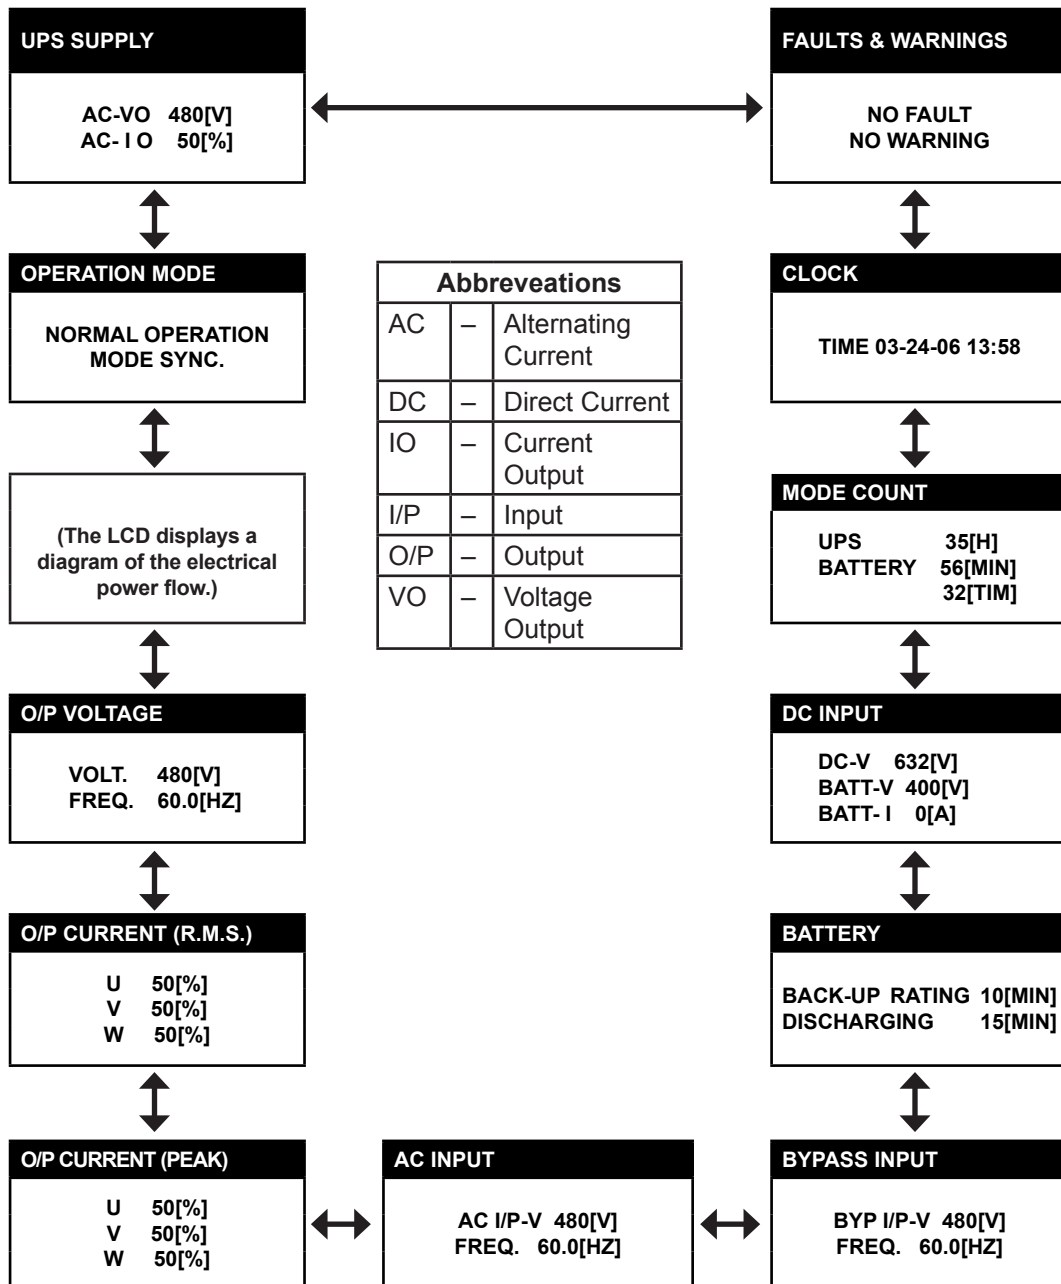 UPS SUPPLY
AC-VO 480[V]
AC- I O 50[%]
FAULTS & WARNINGS
NO FAULT
NO WARNING
OPERATION MODE
NORMAL OPERATION
MODE SYNC.
Abbreveations
AC – Alternating
Current
DC – Direct Current
IO – Current
Output
I/P – Input
O/P – Output
VO – Voltage
Output
CLOCK
TIME 03-24-06 13:58
(The LCD displays a
diagram of the electrical
power flow.)
MODE COUNT
UPS 35[H]
BATTERY 56[MIN]
32[TIM]
O/P VOLTAGE
VOLT. 480[V]
FREQ. 60.0[HZ]
DC INPUT
DC-V 632[V]
BATT-V 400[V]
BATT- I 0[A]
O/P CURRENT (R.M.S.)
U 50[%]
V 50[%]
W 50[%]
BATTERY
BACK-UP RATING 10[MIN]
DISCHARGING 15[MIN]
O/P CURRENT (PEAK)
U 50[%]
V 50[%]
W 50[%]
AC INPUT
AC I/P-V 480[V]
FREQ. 60.0[HZ]
BYPASS INPUT
BYP I/P-V 480[V]
FREQ. 60.0[HZ]